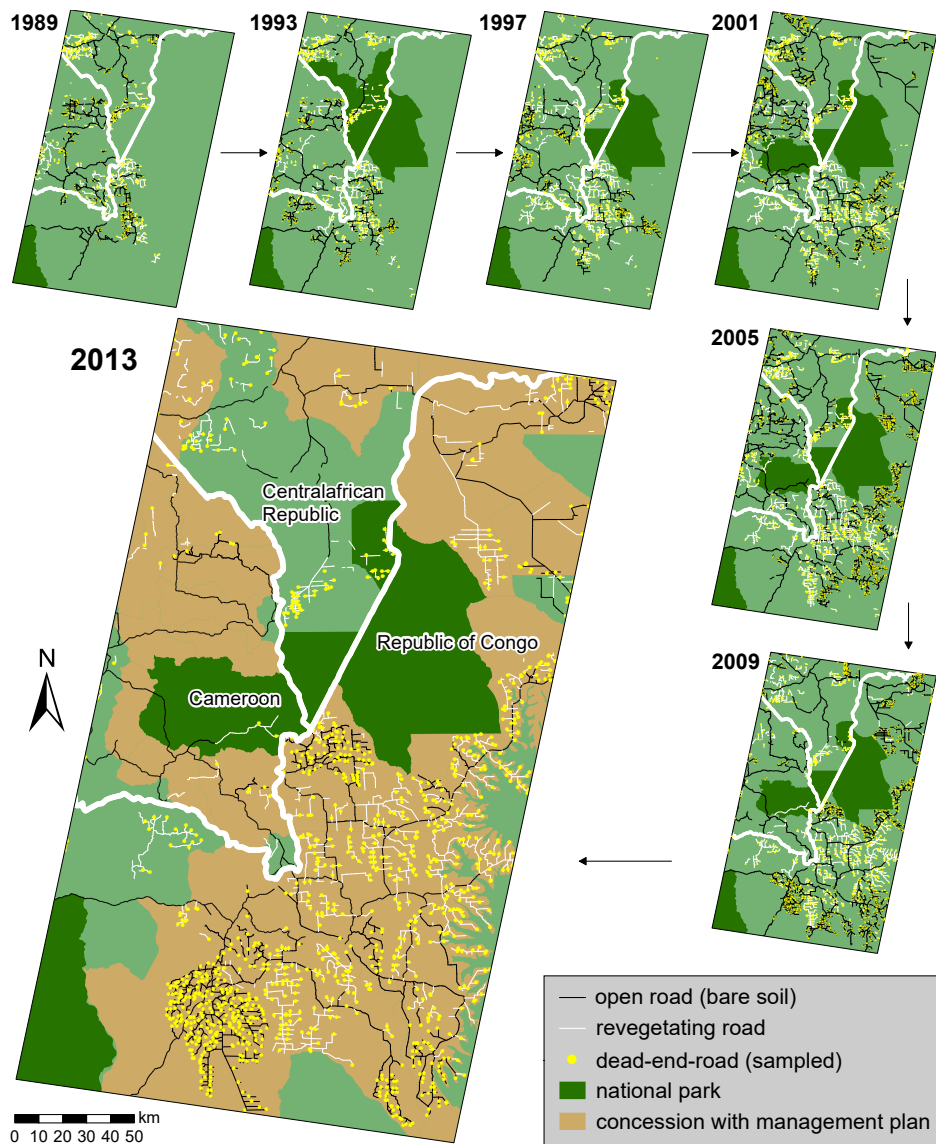 1989
1993
1997
2001
2005
2013
Centralafrican
Republic
Republic of Congo
N
Cameroon
2009
open road (bare soil)
revegetating road
dead-end-road (sampled)
national park
concession with management plan
km
0 10 20 30 40 50